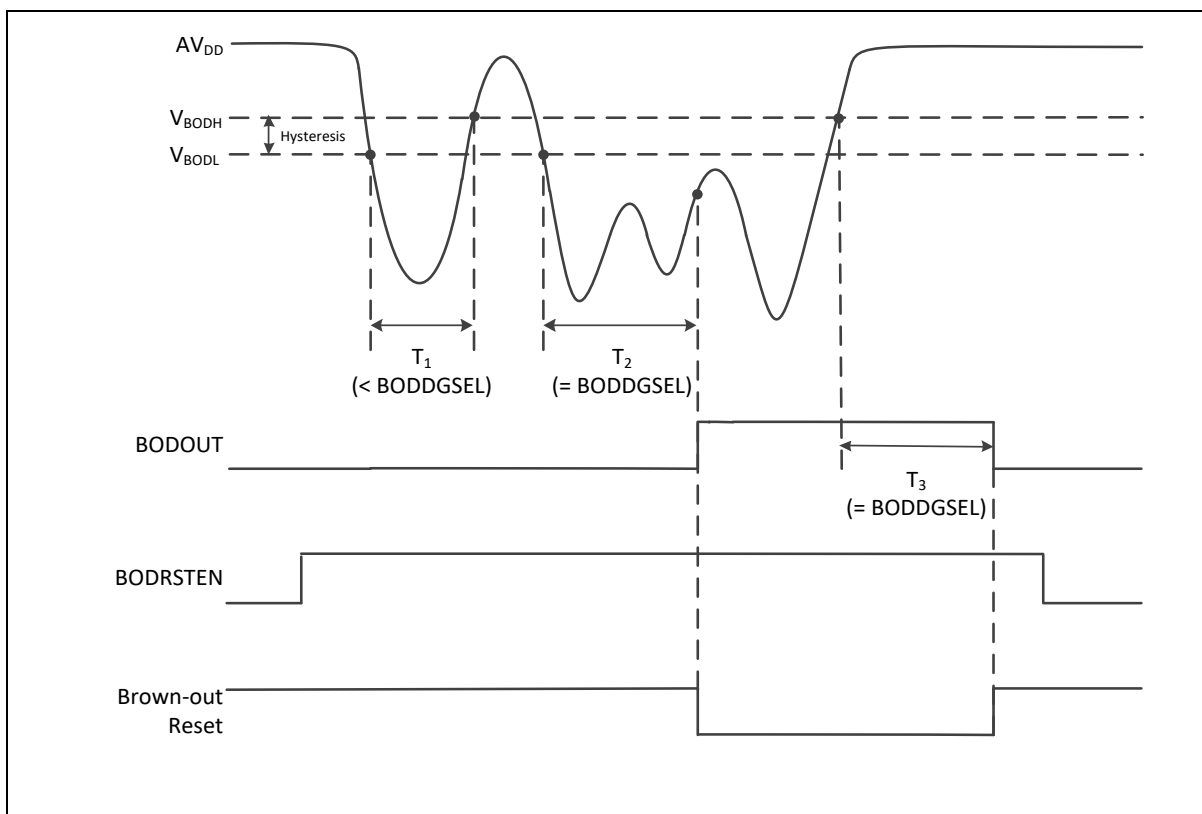 AVDD
VBODH
Hysteresis
VBODL
T1
(< BODDGSEL)
T2
(= BODDGSEL)
BODOUT
T3
(= BODDGSEL)
BODRSTEN
Brown-out
Reset